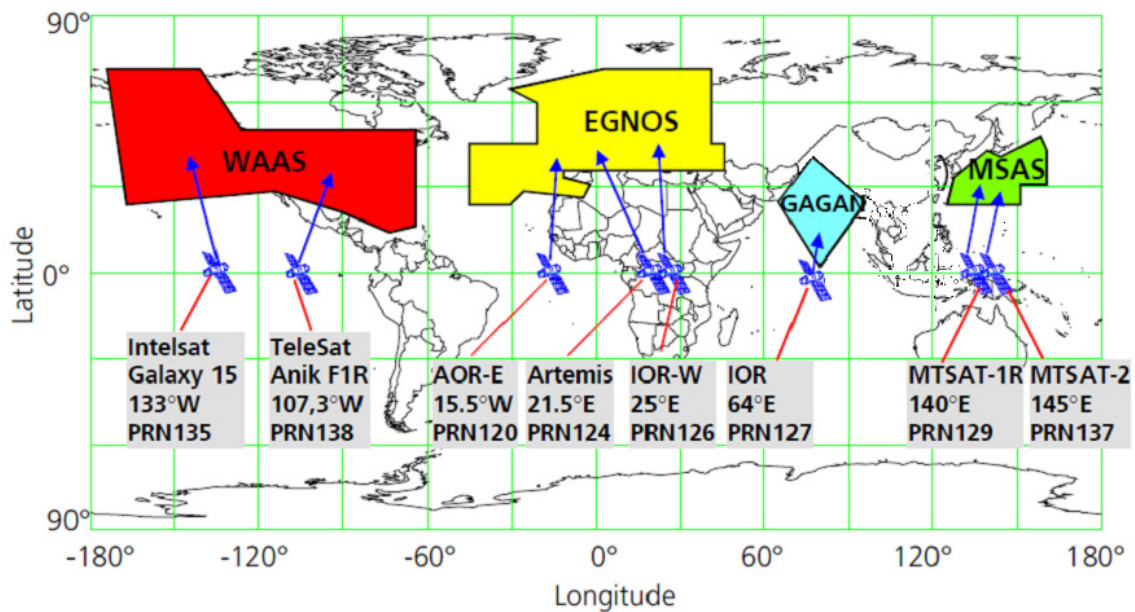 90°
WAAS
EGNOS
GAGAN
MSAS
Latitude
0°
Intelsat
Galaxy 15
133°W
PRN135
TeleSat
Anik F1R
107,3°W
PRN138
AOR-E
15.5°W
PRN120
Artemis
21.5°E
PRN124
IOR-W
25°E
PRN126
IOR
64°E
PRN127
MTSAT-1R
140°E
PRN129
MTSAT-2
145°E
PRN137
90°
-180° -120° -60° 0° 60° 120° 180°
Longitude